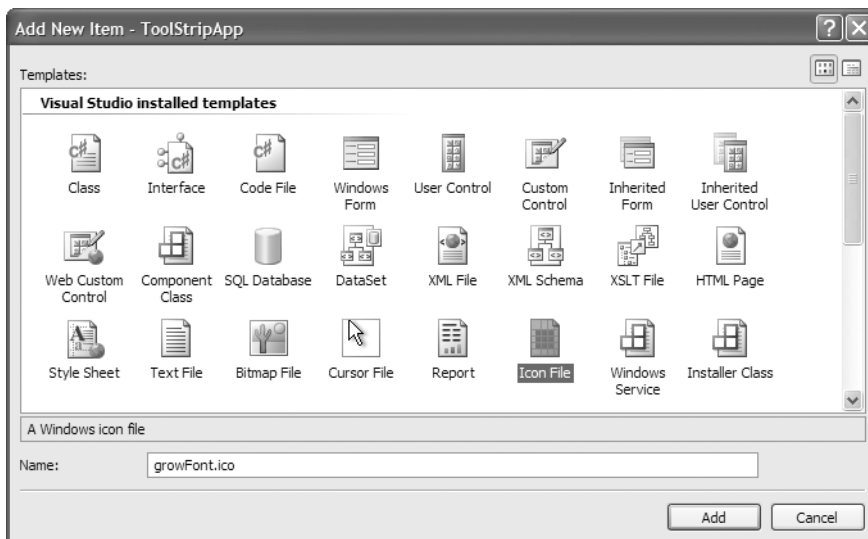 Add New Item - ToolStripApp
Templates:
Visual Studio installed templates
Class
Interface
Code File
Windows Form
User Control
Custom Control
Inherited Form
Inherited User Control
Web Custom Control
Component Class
SQL Database
DataSet
XML File
XML Schema
XSLT File
HTML Page
Style Sheet
Text File
Bitmap File
Cursor File
Report
Icon File
Windows Service
Installer Class
A Windows icon file
Name: growFont.ico
Add Cancel